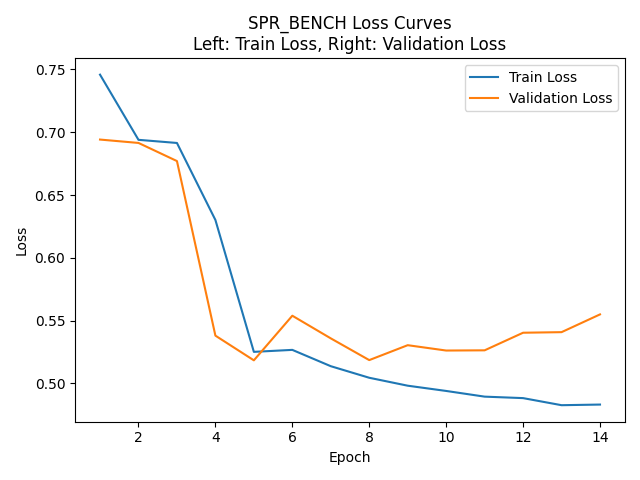 SPR_BENCH Loss Curves
Left: Train Loss, Right: Validation Loss
Train Loss
Validation Loss
Loss
0.75
0.70
0.65
0.60
0.55
0.50
2 4 6 8 10 12 14
Epoch